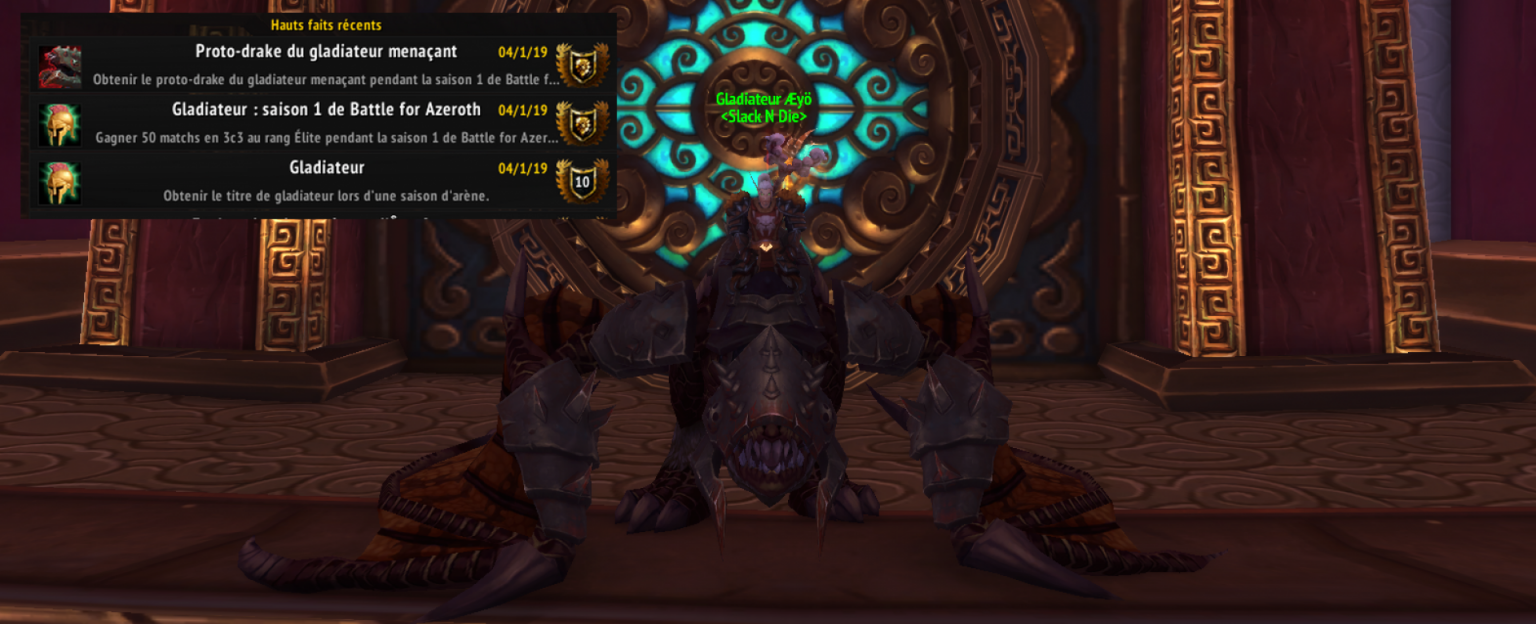 Hauts faits récents
Proto-drake du gladiateur menaçant 04/1/19
Obtenir le proto-drake du gladiateur menaçant pendant la saison 1 de Battle f...
Gladiateur : saison 1 de Battle for Azeroth 04/1/19
Gagner 50 matchs en 3c3 au rang Élite pendant la saison 1 de Battle for Azer...
Gladiateur 04/1/19
10
Obtenir le titre de gladiateur lors d'une saison d'arène.
Gladiateur Æyö
<Slack N Die>